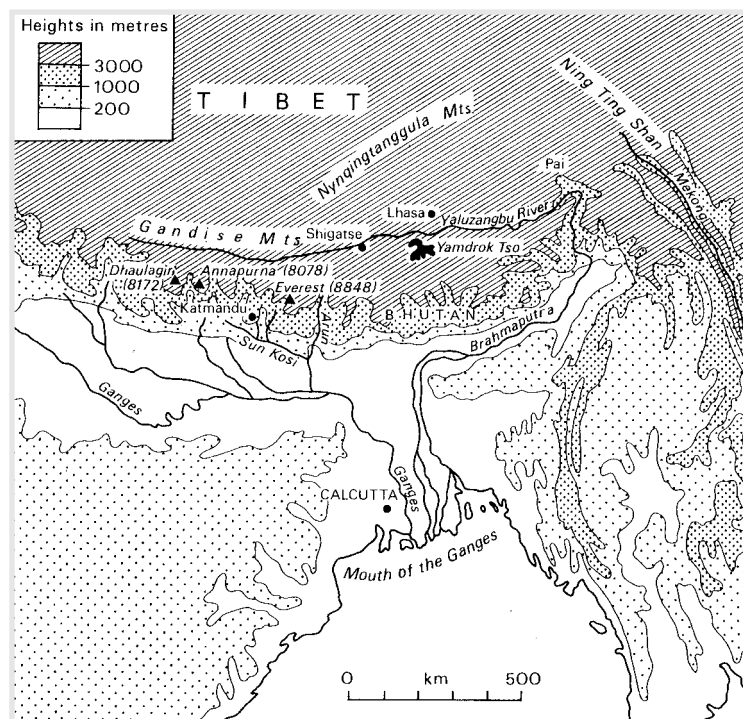 Heights in metres
3000
1000
200
TIBET
Ning Ting Shan
Nynqingtanggula Mts.
Mekong
Pai
Lhasa
Yaluzangbu River
Gandise Mts.
Shigatse
Yamdrok Tso
Dhaulagiri
(8172)
Annapurna (8078)
Everest (8848)
Katmandu
Arun
BHUTAN
Brahmaputra
Sun Kosi
Ganges
Ganges
CALCUTTA
Mouth of the Ganges
0 km 500